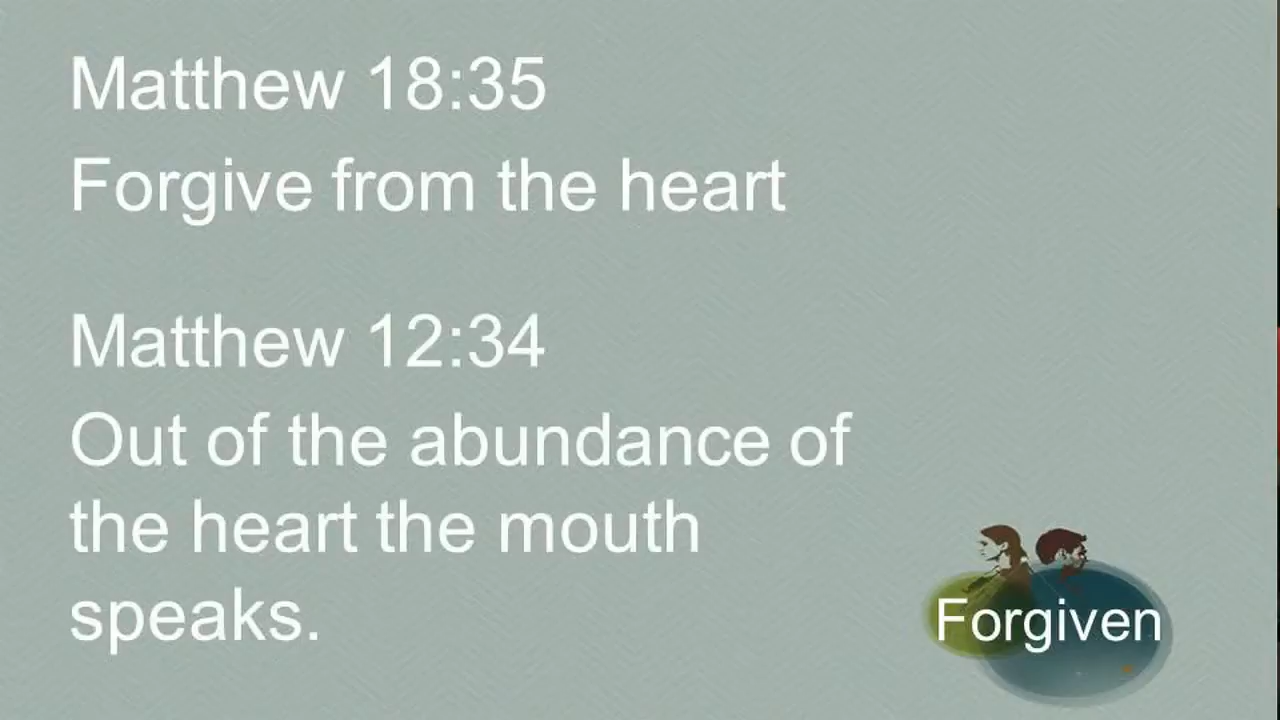 Matthew 18:35
Forgive from the heart
Matthew 12:34
Out of the abundance of
the heart the mouth
speaks.
Forgiven